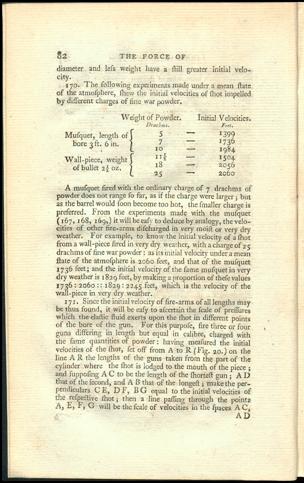 82 THE FORCE OF
diameter and leſs weight have a ſtill greater initial velo-
city.
170. The following experiments made under a mean ſtate
of the atmoſphere, ſhew the initial velocities of ſhot impelled
by different charges of fine war powder.
Weight of Powder. Initial Velocities.
Drachms. Feet.
Muſquet, length of bore 3 ft. 6 in. { 5 — 1399
7 — 1736
10 — 1984
Wall-piece, weight of bullet 2¼ oz. { 11½ — 1504
18 — 2056
25 — 2060
A muſquet fired with the ordinary charge of 7 drachms of
powder does not range ſo far, as if the charge were larger; but
as the barrel would ſoon become too hot, the ſmaller charge is
preferred. From the experiments made with the muſquet
(167, 168, 169,) it will be eaſy to deduce by analogy, the velo-
cities of other fire-arms diſcharged in very moiſt or very dry
weather. For example, to know the initial velocity of a ſhot
from a wall-piece fired in very dry weather, with a charge of 25
drachms of fine war powder: as its initial velocity under a mean
ſtate of the atmoſphere is 2060 feet, and that of the muſquet
1736 feet; and the initial velocity of the ſame muſquet in very
dry weather is 1829 feet, by making a proportion of theſe values
1736 : 2060 :: 1829 : 2245 feet, which is the velocity of the
wall-piece in very dry weather.
171. Since the initial velocity of fire-arms of all lengths may
be thus found, it will be eaſy to aſcertain the ſcale of preſſures
which the elaſtic fluid exerts upon the ſhot in different points
of the bore of the gun. For this purpoſe, fire three or four
guns differing in length but equal in calibre, charged with
the ſame quantities of powder: having meaſured the initial
velocities of the ſhot, ſet off from A to R (Fig. 20.) on the
line A R the lengths of the guns taken from the part of the
cylinder where the ſhot is lodged to the mouth of the piece;
and ſuppoſing A C to be the length of the ſhorteſt gun; A D
that of the ſecond, and A B that of the longeſt; make the per-
pendiculars C E, D F, B G equal to the initial velocities of
the reſpective ſhot; then a line paſſing through the points
A, E, F, G will be the ſcale of velocities in the ſpaces A C,
A D